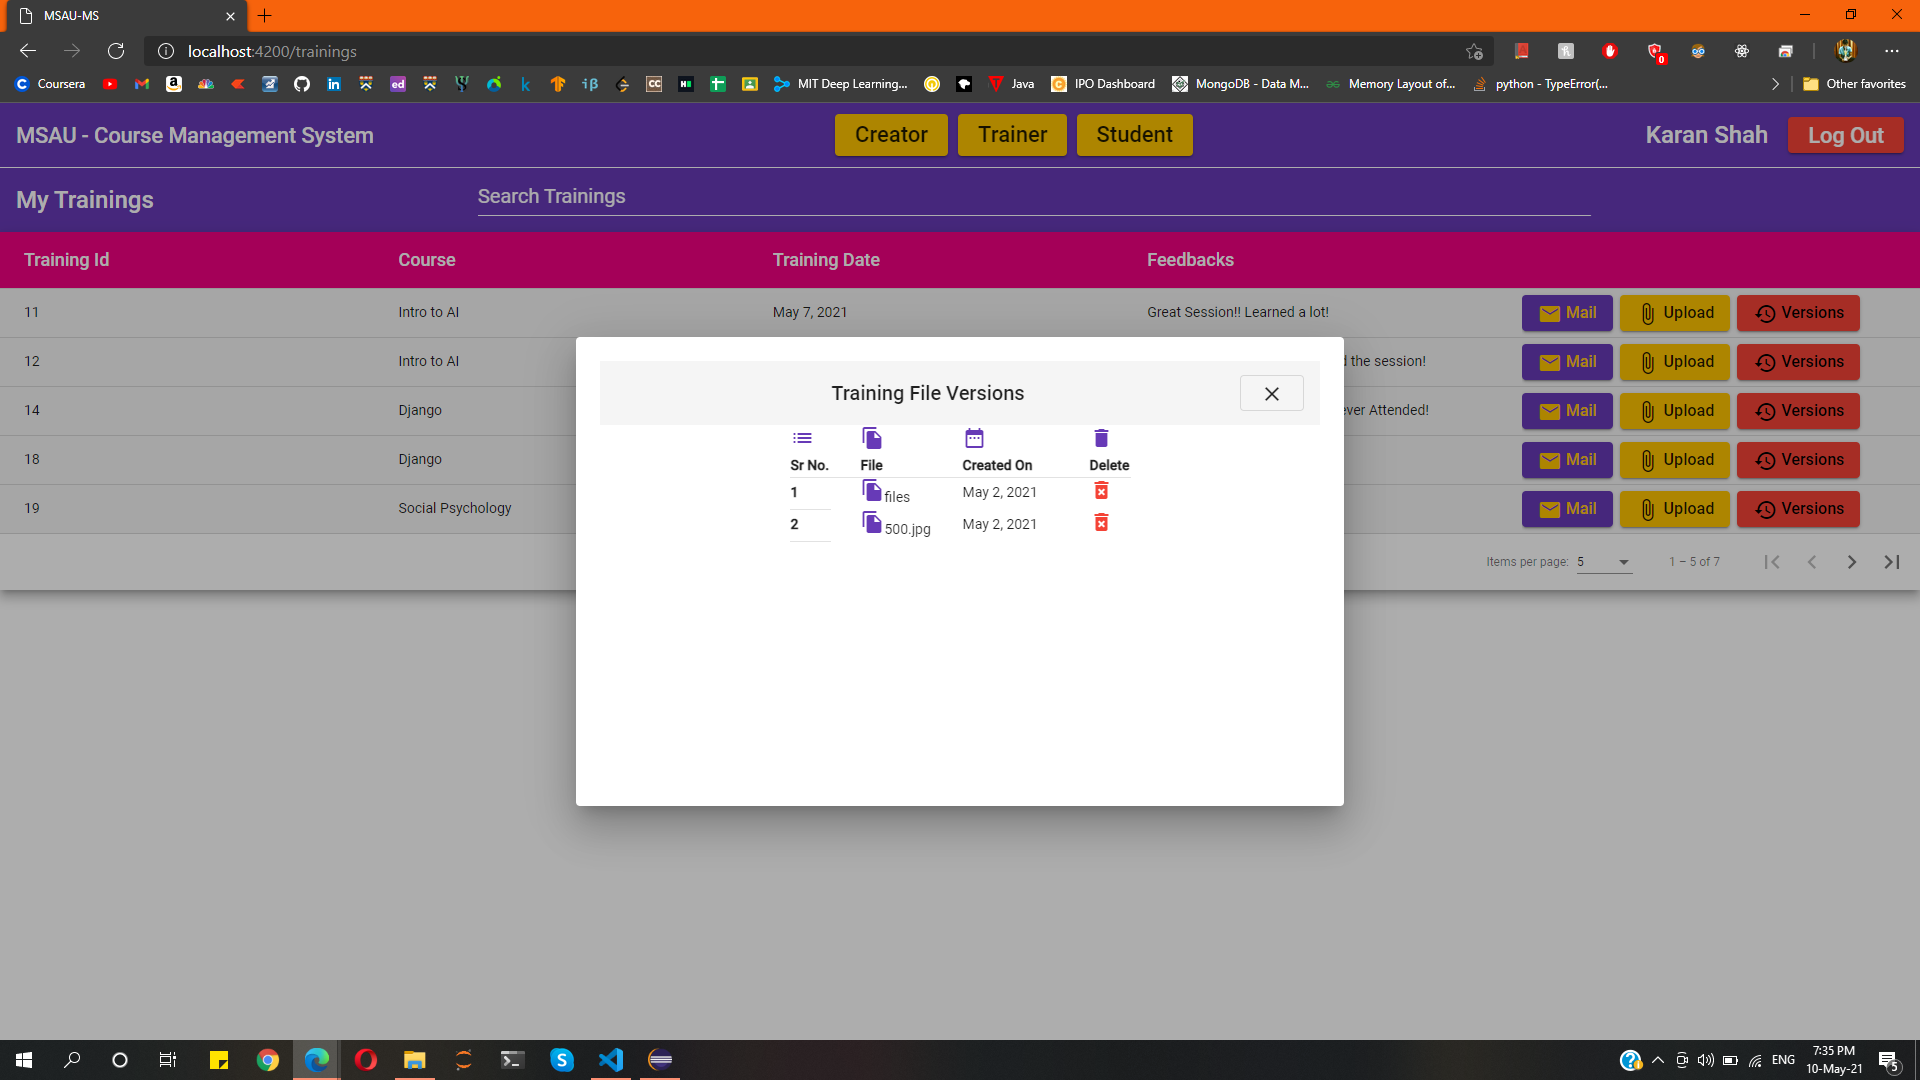 MSAU-MS
localhost:4200/trainings
Coursera
MIT Deep Learning...
Java
IPO Dashboard
MongoDB - Data M...
Memory Layout of...
python - TypeError(...
Other favorites
MSAU - Course Management System
Creator
Trainer
Student
Karan Shah
Log Out
My Trainings
Search Trainings
Training Id Course Training Date Feedbacks
11 Intro to AI May 7, 2021 Great Session!! Learned a lot! Mail Upload Versions
12 Intro to AI the session! Mail Upload Versions
14 Django ever Attended! Mail Upload Versions
18 Django Mail Upload Versions
19 Social Psychology Mail Upload Versions
Items per page: 5 1 – 5 of 7
Training File Versions
Sr No. File Created On Delete
1 files May 2, 2021
2 500.jpg May 2, 2021
ENG
7:35 PM
10-May-21
5